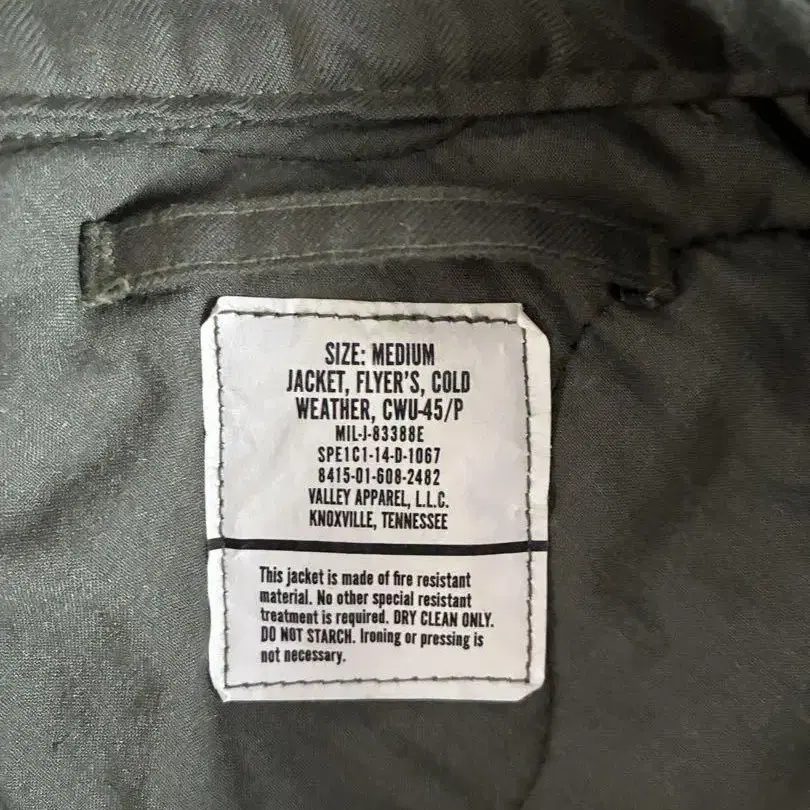 SIZE: MEDIUM
JACKET, FLYER'S, COLD
WEATHER, CWU-45/P
MIL-J-83388E
SPE1C1-14-D-1067
8415-01-608-2482
VALLEY APPAREL, L.L.C.
KNOXVILLE, TENNESSEE
This jacket is made of fire resistant
material. No other special resistant
treatment is required. DRY CLEAN ONLY.
DO NOT STARCH. Ironing or pressing is
not necessary.